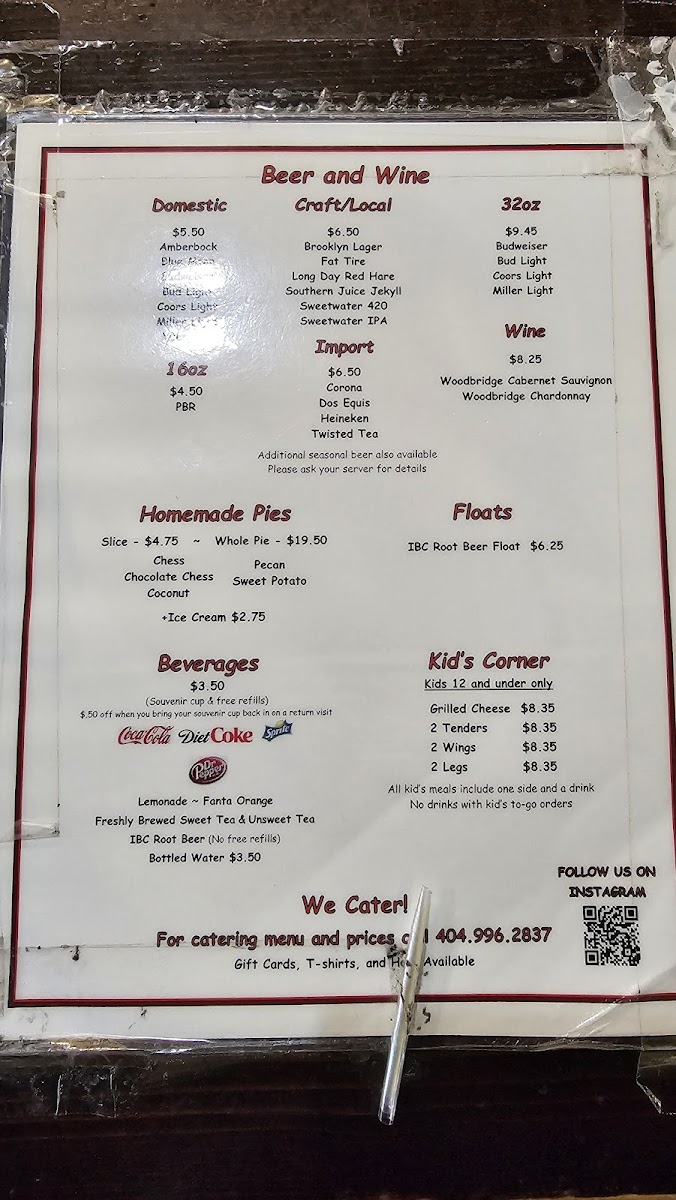 Beer and Wine
Domestic
$5.50
Amberbock
Blue Moon
Bud Light
Coors Light
Miller
16oz
$4.50
PBR
Craft/Local
$6.50
Brooklyn Lager
Fat Tire
Long Day Red Hare
Southern Juice Jekyll
Sweetwater 420
Sweetwater IPA
Import
$6.50
Corona
Dos Equis
Heineken
Twisted Tea
32oz
$9.45
Budweiser
Bud Light
Coors Light
Miller Light
Wine
$8.25
Woodbridge Cabernet Sauvignon
Woodbridge Chardonnay
Additional seasonal beer also available
Please ask your server for details
Homemade Pies
Slice - $4.75 ~ Whole Pie - $19.50
Chess
Chocolate Chess
Coconut
Pecan
Sweet Potato
+Ice Cream $2.75
Floats
IBC Root Beer Float $6.25
Beverages
$3.50
(Souvenir cup & free refills)
$.50 off when you bring your souvenir cup back in on a return visit
Coca-Cola Diet Coke Sprite
Dr Pepper
Lemonade ~ Fanta Orange
Freshly Brewed Sweet Tea & Unsweet Tea
IBC Root Beer (No free refills)
Bottled Water $3.50
Kid's Corner
Kids 12 and under only
Grilled Cheese $8.35
2 Tenders $8.35
2 Wings $8.35
2 Legs $8.35
All kid's meals include one side and a drink
No drinks with kid's to-go orders
FOLLOW US ON
INSTAGRAM
We Cater!
For catering menu and prices 404.996.2837
Gift Cards, T-shirts, and Available